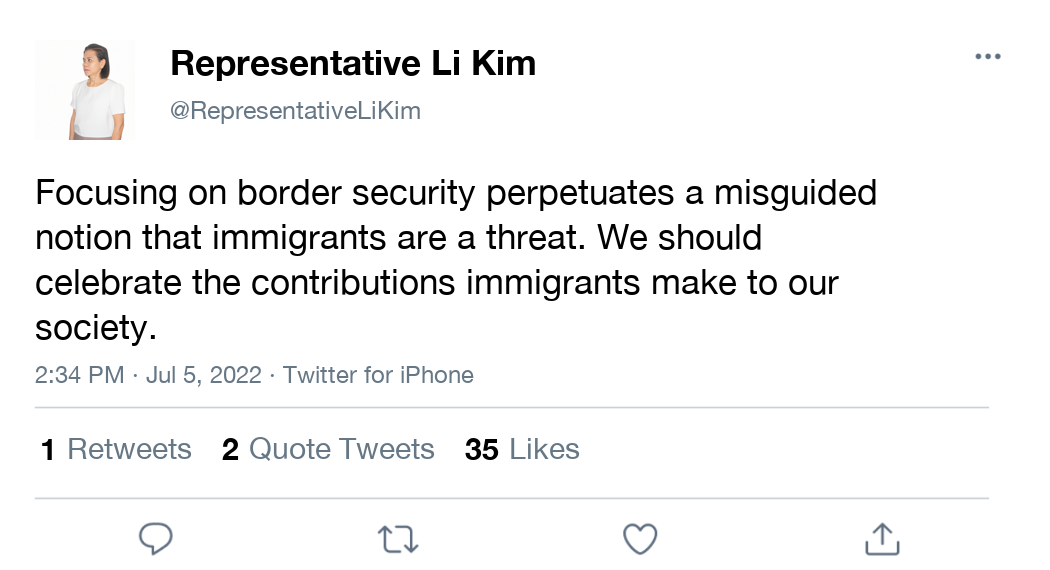 Representative Li Kim
@RepresentativeLiKim
Focusing on border security perpetuates a misguided
notion that immigrants are a threat. We should
celebrate the contributions immigrants make to our
society.
2:34 PM · Jul 5, 2022 · Twitter for iPhone
1 Retweets 2 Quote Tweets 35 Likes